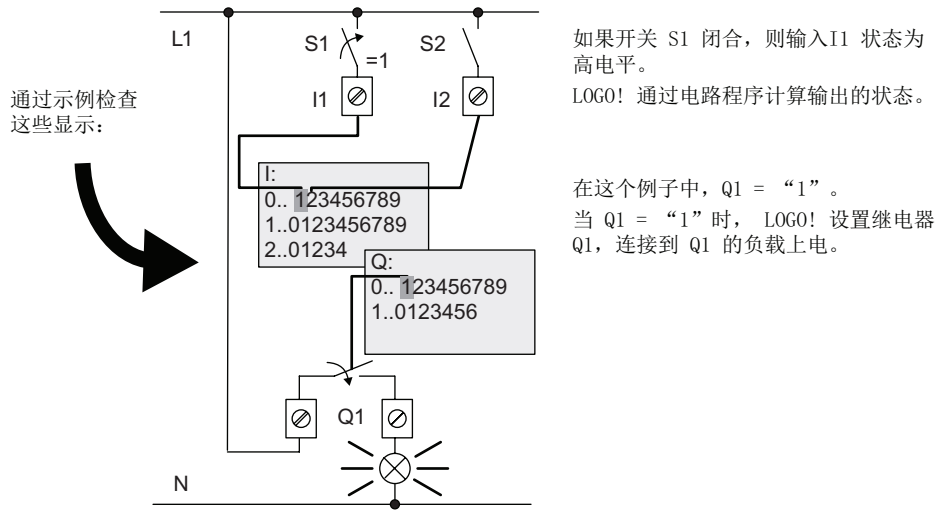 L1
S1
=1
S2
I1
I2
如果开关 S1 闭合，则输入I1 状态为
高电平。
LOGO! 通过电路程序计算输出的状态。
通过示例检查
这些显示：
I:
0.. 123456789
1..0123456789
2..01234
在这个例子中，Q1 = “1”。
当 Q1 = “1”时， LOGO! 设置继电器
Q1，连接到 Q1 的负载上电。
Q:
0.. 123456789
1..0123456
Q1
N